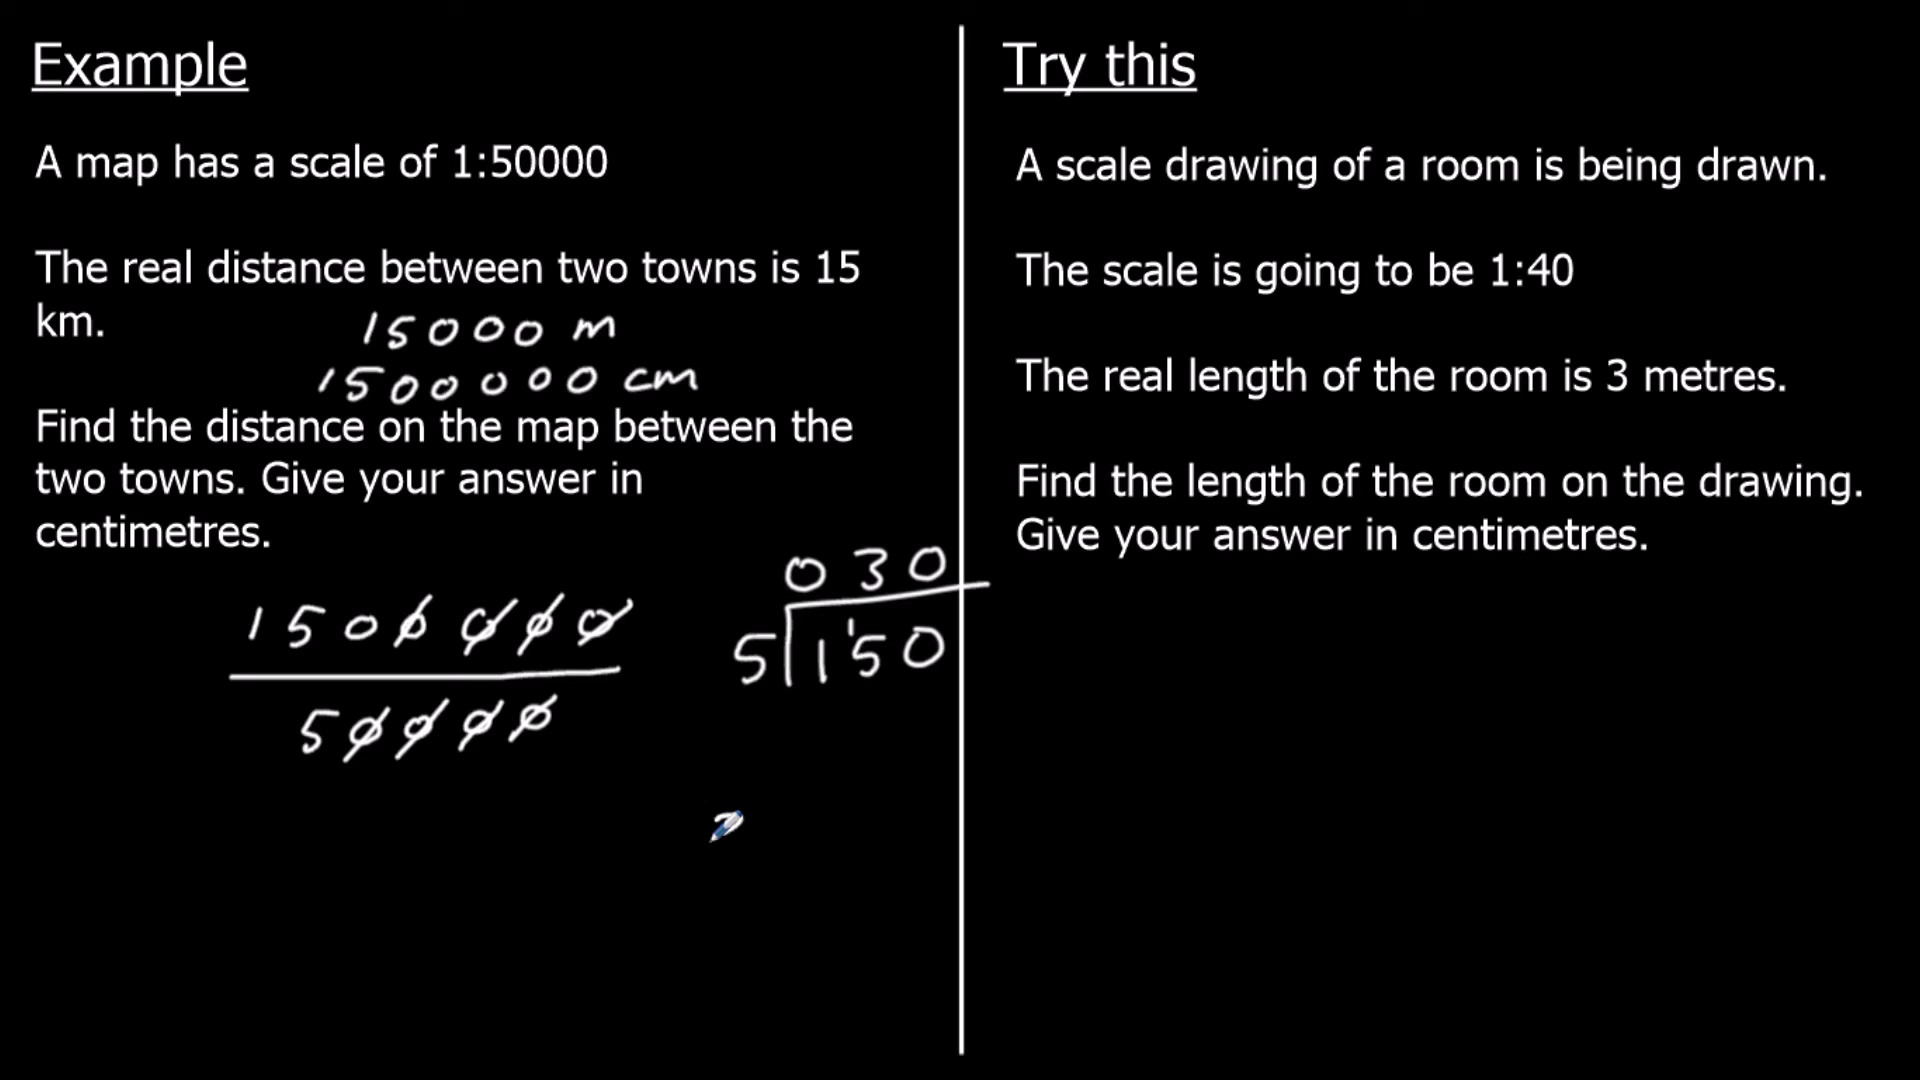 Example
A map has a scale of 1:50000
The real distance between two towns is 15
km.
15000 m
1500000 cm
Find the distance on the map between the
two towns. Give your answer in
centimetres.
1500000
50000
030
5 1 1 5 0
Try this
A scale drawing of a room is being drawn.
The scale is going to be 1:40
The real length of the room is 3 metres.
Find the length of the room on the drawing.
Give your answer in centimetres.